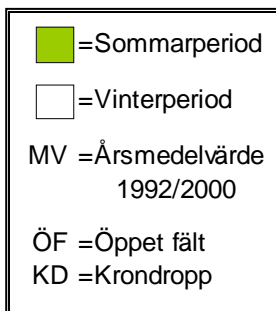 =Sommarperiod
=Vinterperiod
MV =Årsmedelvärde
1992/2000
ÖF =Öppet fält
KD =Krondropp